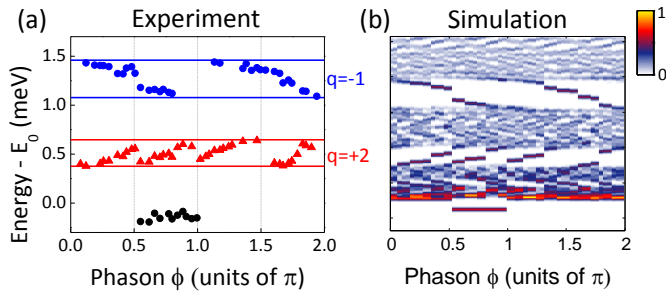 (a) Experiment
Energy - E₀ (meV)
1.5
1.0
0.5
0.0
q=-1
q=+2
0.0 0.5 1.0 1.5 2.0
Phason ϕ (units of π)
(b) Simulation
1
0
0 0.5 1 1.5 2
Phason ϕ (units of π)